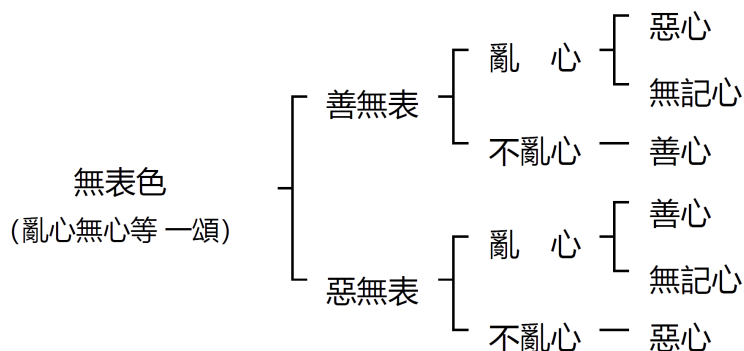 無表色
(亂心無心等 一頌)
善無表
亂　心
惡心
無記心
不亂心
善心
惡無表
亂　心
善心
無記心
不亂心
惡心